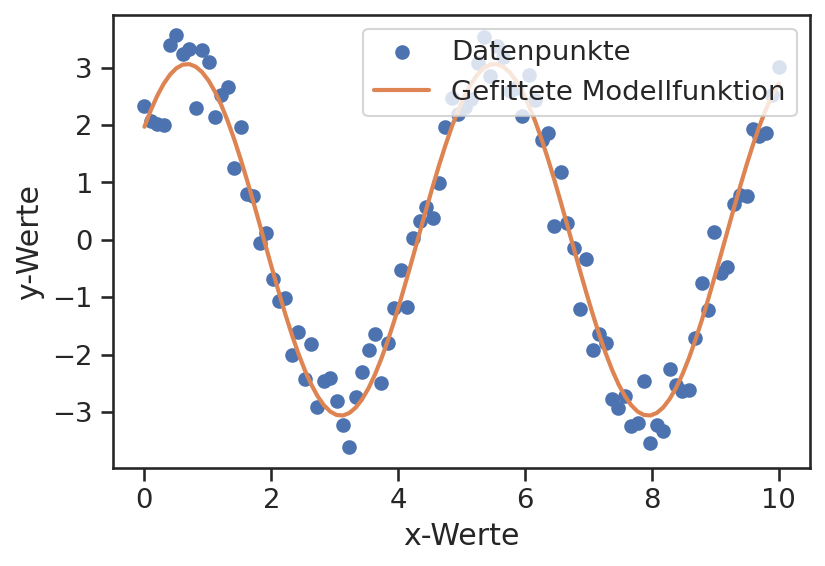 Datenpunkte
Gefittete Modellfunktion
y-Werte
3
2
1
0
−1
−2
−3
0 2 4 6 8 10
x-Werte